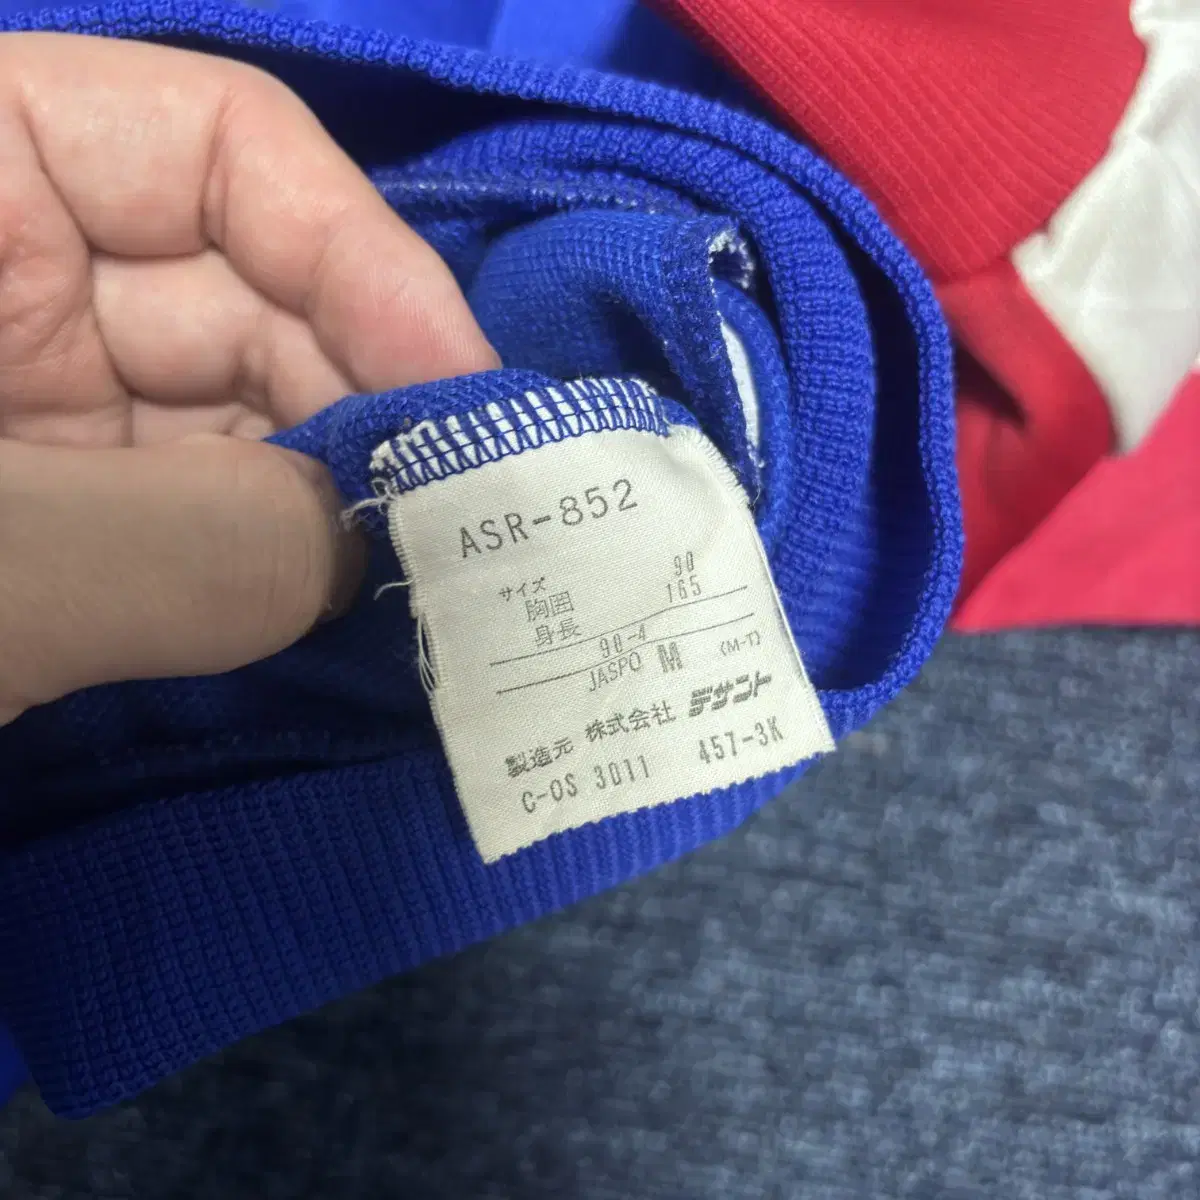 ASR-852
サイズ
胸囲 90
身長 165
90-4
JASPO M (M-T)
製造元 株式会社 デサント
C-OS 3011 457-3K